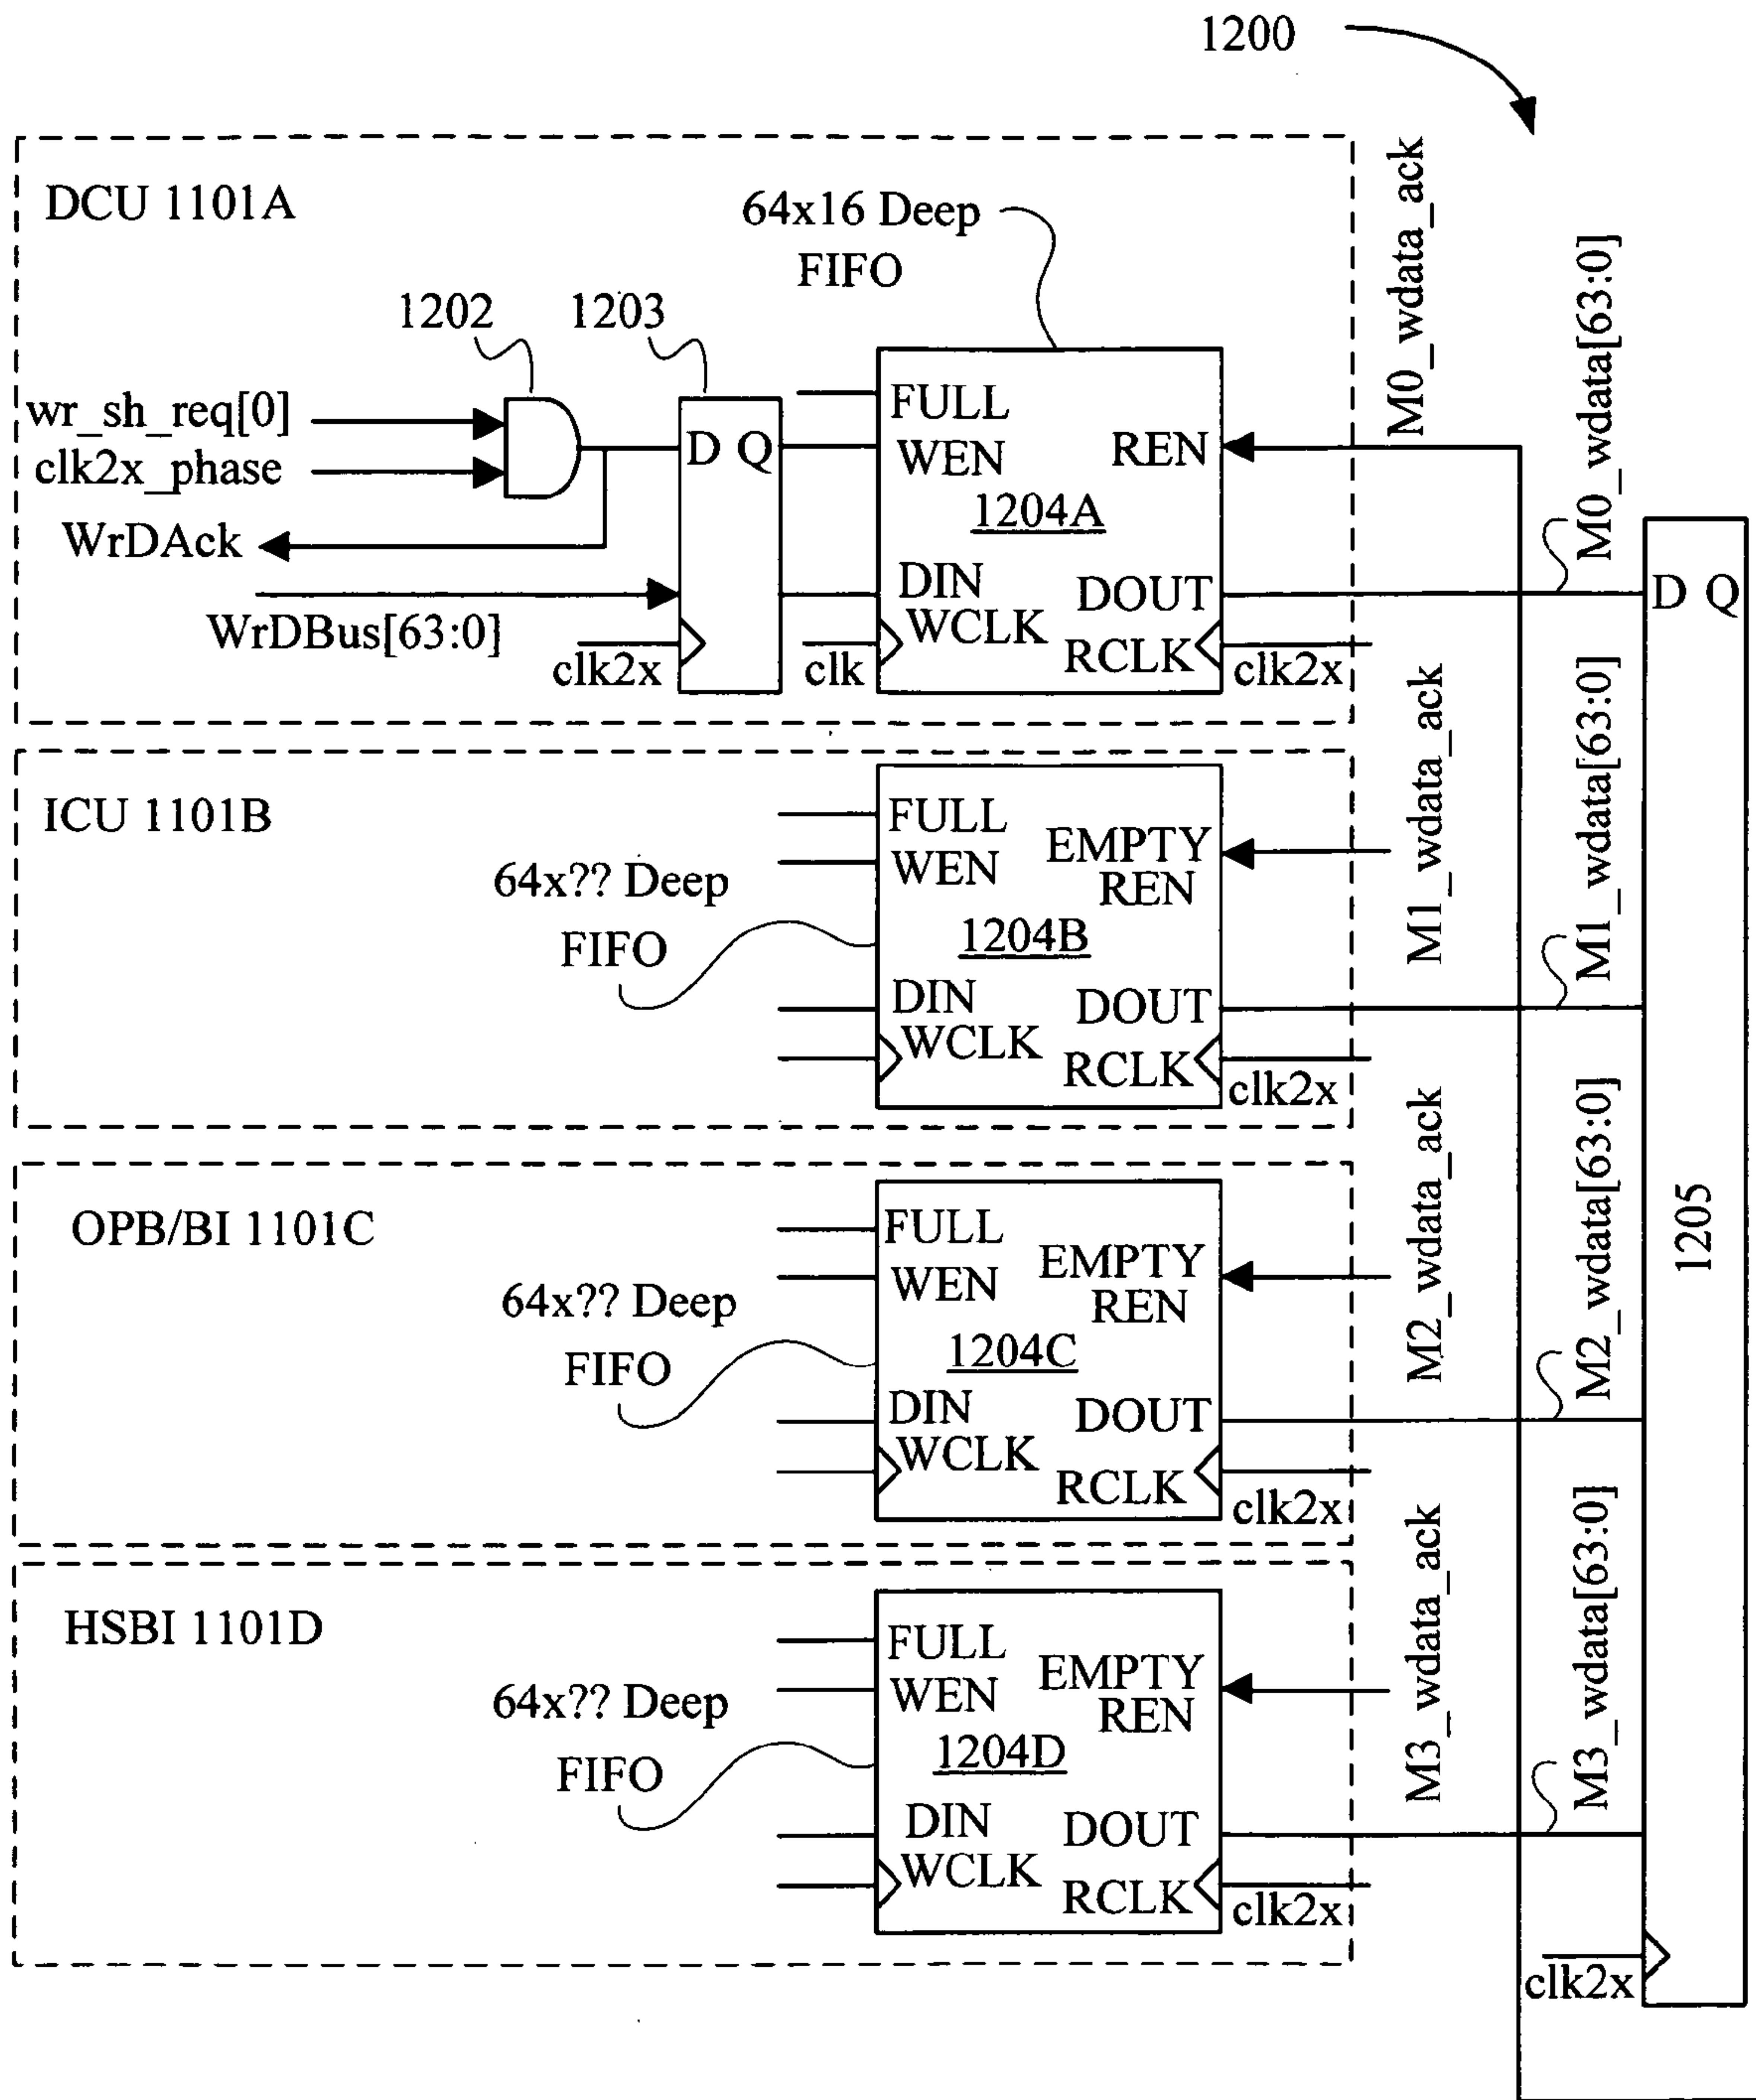 1200
DCU 1101A
64x16 Deep
FIFO
1202
1203
wr_sh_req[0]
clk2x_phase
WrDAck
WrDBus[63:0]
clk2x
D Q
clk
FULL
WEN
REN
1204A
DIN
DOUT
WCLK
RCLK
clk2x
M0_wdata_ack
M0_wdata[63:0]
D Q
ICU 1101B
64x?? Deep
FIFO
FULL
WEN
EMPTY
REN
1204B
DIN
DOUT
WCLK
RCLK
clk2x
M1_wdata_ack
M1_wdata[63:0]
OPB/BI 1101C
64x?? Deep
FIFO
FULL
WEN
EMPTY
REN
1204C
DIN
DOUT
WCLK
RCLK
clk2x
M2_wdata_ack
M2_wdata[63:0]
1205
HSBI 1101D
64x?? Deep
FIFO
FULL
WEN
EMPTY
REN
1204D
DIN
DOUT
WCLK
RCLK
clk2x
M3_wdata_ack
M3_wdata[63:0]
clk2x